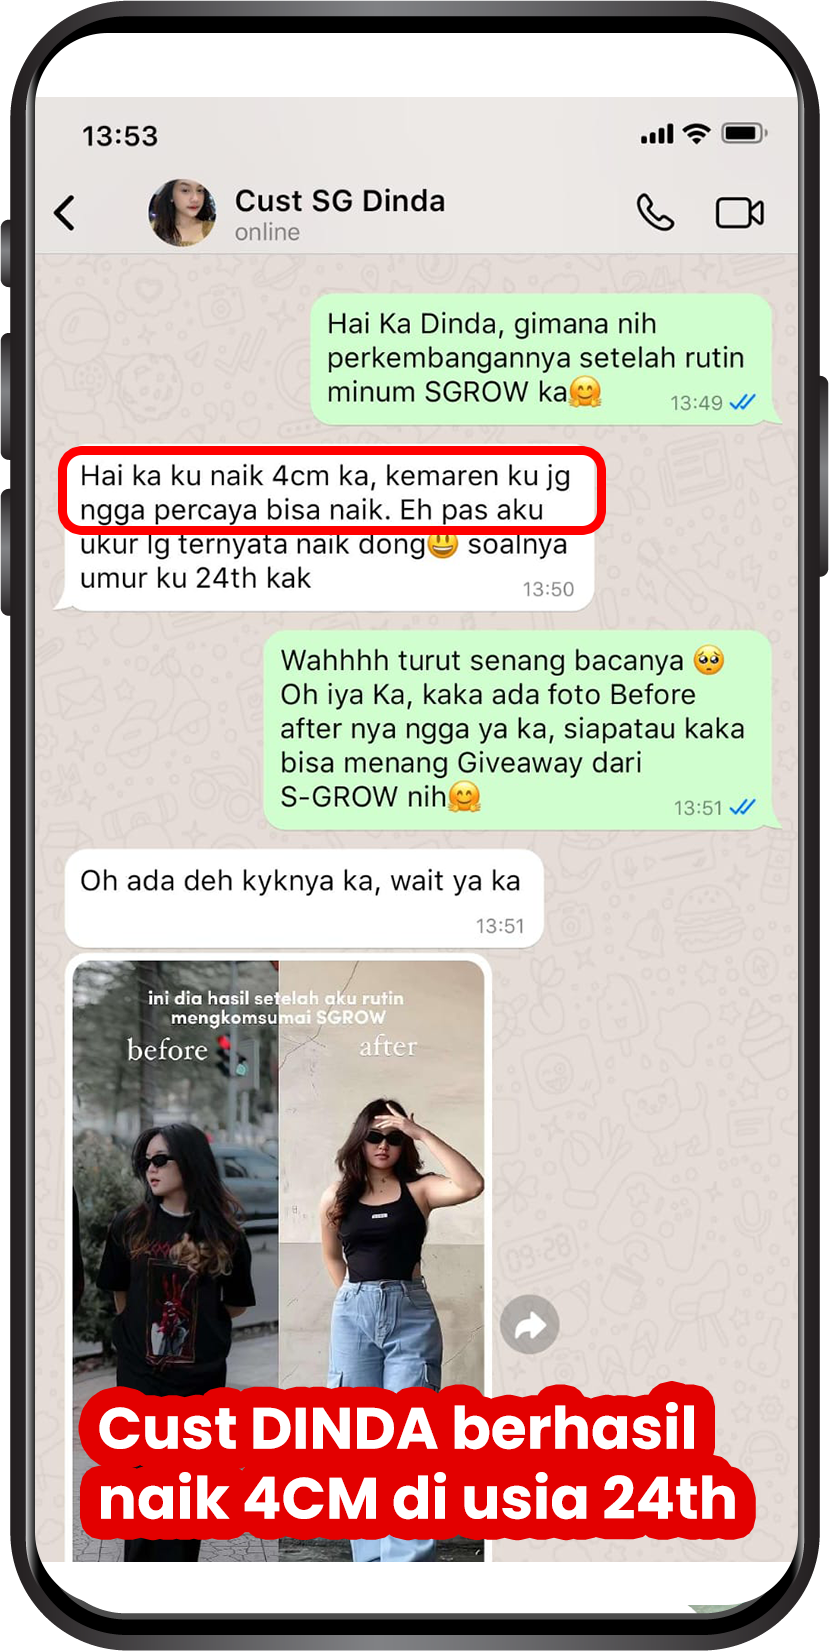 13:53
Cust SG Dinda
online
Hai Ka Dinda, gimana nih
perkembangannya setelah rutin
minum SGROW ka🤗
13:49
Hai ka ku naik 4cm ka, kemaren ku jg
ngga percaya bisa naik. Eh pas aku
ukur lg ternyata naik dong😃 soalnya
umur ku 24th kak
13:50
Wahhhh turut senang bacanya 🥺
Oh iya Ka, kaka ada foto Before
after nya ngga ya ka, siapatau kaka
bisa menang Giveaway dari
S-GROW nih🤗
13:51
Oh ada deh kyknya ka, wait ya ka
13:51
ini dia hasil setelah aku rutin
mengkomsumai SGROW
before
after
Cust DINDA berhasil
naik 4CM di usia 24th